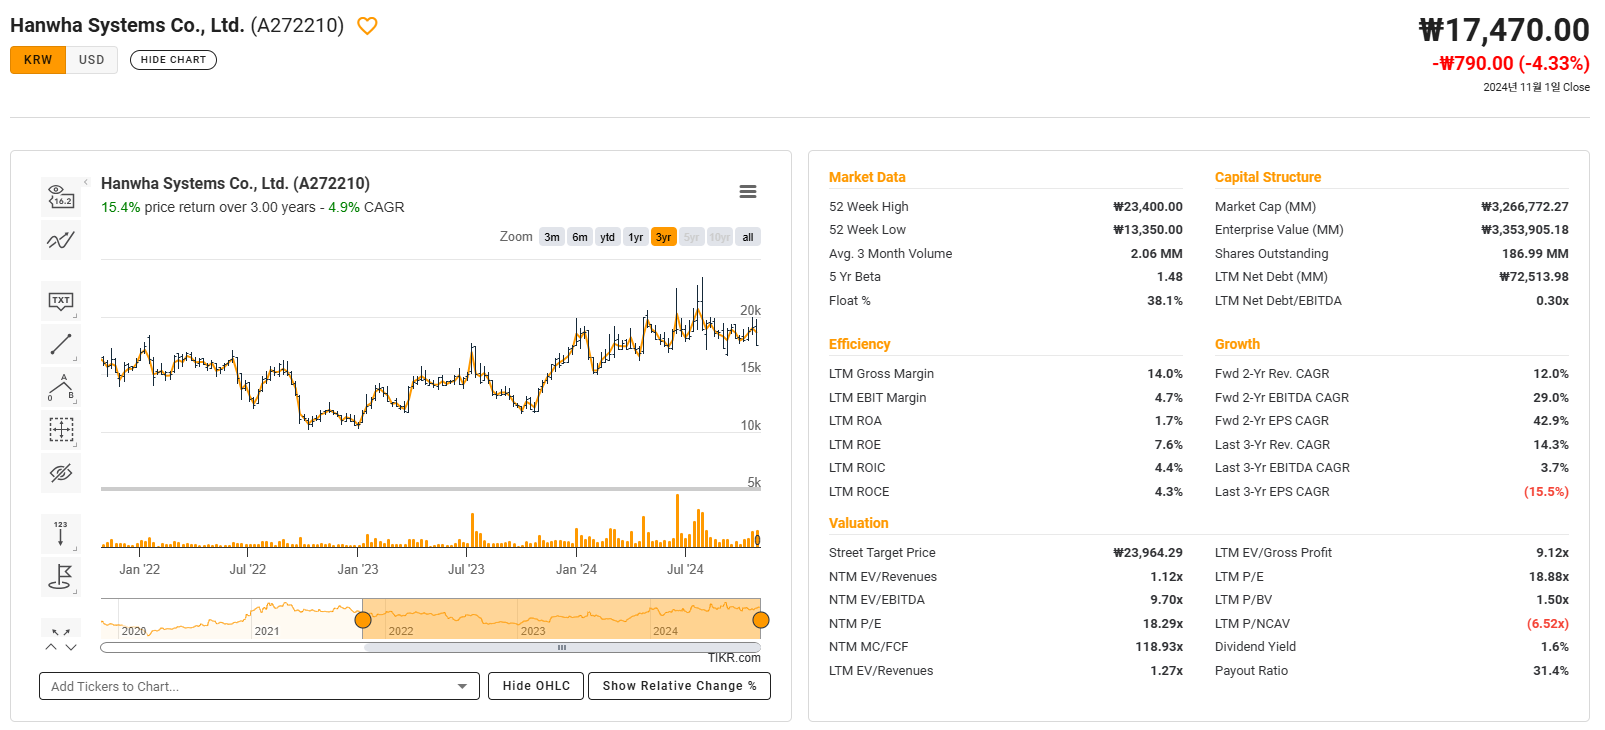 Hanwha Systems Co., Ltd. (A272210)
KRW USD HIDE CHART
₩17,470.00
-₩790.00 (-4.33%)
2024년 11월 1일 Close
16.2
TXT
A
0 B
123
Hanwha Systems Co., Ltd. (A272210)
15.4% price return over 3.00 years - 4.9% CAGR
Zoom 3m 6m ytd 1yr 3yr 5yr 10yr all
20k
15k
10k
5k
0
Jan '22 Jul '22 Jan '23 Jul '23 Jan '24 Jul '24
2020 2021 2022 2023 2024
TIKR.com
Add Tickers to Chart...
Hide OHLC
Show Relative Change %
Market Data
52 Week High ₩23,400.00
52 Week Low ₩13,350.00
Avg. 3 Month Volume 2.06 MM
5 Yr Beta 1.48
Float % 38.1%
Capital Structure
Market Cap (MM) ₩3,266,772.27
Enterprise Value (MM) ₩3,353,905.18
Shares Outstanding 186.99 MM
LTM Net Debt (MM) ₩72,513.98
LTM Net Debt/EBITDA 0.30x
Efficiency
LTM Gross Margin 14.0%
LTM EBIT Margin 4.7%
LTM ROA 1.7%
LTM ROE 7.6%
LTM ROIC 4.4%
LTM ROCE 4.3%
Growth
Fwd 2-Yr Rev. CAGR 12.0%
Fwd 2-Yr EBITDA CAGR 29.0%
Fwd 2-Yr EPS CAGR 42.9%
Last 3-Yr Rev. CAGR 14.3%
Last 3-Yr EBITDA CAGR 3.7%
Last 3-Yr EPS CAGR (15.5%)
Valuation
Street Target Price ₩23,964.29
NTM EV/Revenues 1.12x
NTM EV/EBITDA 9.70x
NTM P/E 18.29x
NTM MC/FCF 118.93x
LTM EV/Revenues 1.27x
LTM EV/Gross Profit 9.12x
LTM P/E 18.88x
LTM P/BV 1.50x
LTM P/NCAV (6.52x)
Dividend Yield 1.6%
Payout Ratio 31.4%